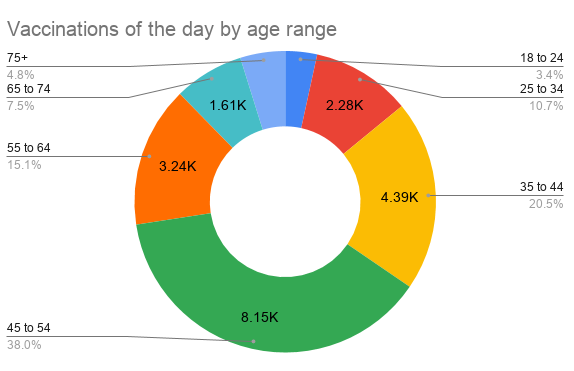 Vaccinations of the day by age range
75+
4.8%
65 to 74
7.5%
55 to 64
15.1%
45 to 54
38.0%
18 to 24
3.4%
25 to 34
10.7%
35 to 44
20.5%
1.61K
2.28K
3.24K
4.39K
8.15K